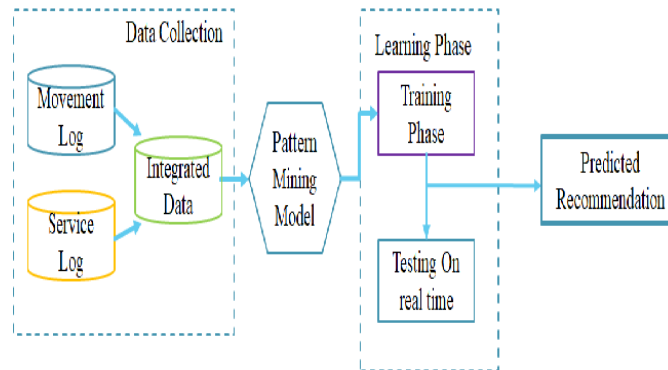 Data Collection
Movement
Log
Service
Log
Integrated
Data
Pattern
Mining
Model
Learning Phase
Training
Phase
Testing On
real time
Predicted
Recommendation